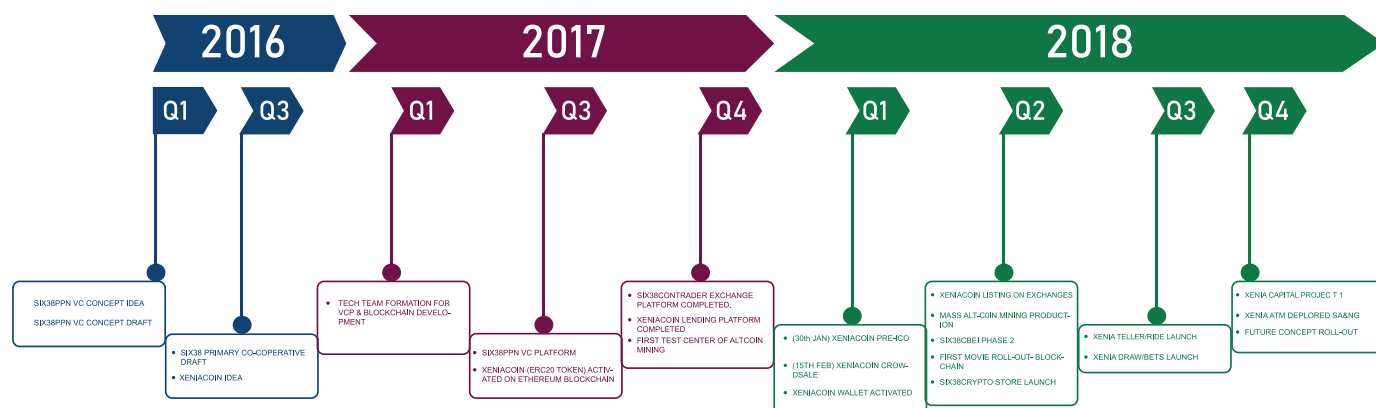 2016
2017
2018
Q1
Q3
Q1
Q3
Q4
Q1
Q2
Q3
Q4
SIX38PPN VC CONCEPT IDEA
SIX38PPN VC CONCEPT DRAFT
SIX38 PRIMARY CO-COPERATIVE
DRAFT
XENIACOIN IDEA
TECH TEAM FORMATION FOR
VCP & BLOCKCHAIN DEVELO-
PMENT
SIX38PPN VC PLATFORM
XENIACOIN (ERC20 TOKEN) ACTIV-
ATED ON ETHEREUM BLOCKCHAIN
SIX38CONTRADER EXCHANGE
PLATFORM COMPLETED,
XENIACOIN LENDING PLATFORM
COMPLETED
FIRST TEST CENTER OF ALTCOIN
MINING
(30th JAN) XENIACOIN PRE-ICO
(15TH FEB) XENIACOIN CROW-
DSALE
XENIACOIN WALLET ACTIVATED
XENIACOIN LISTING ON EXCHANGES
MASS ALT-C0IN MINING PRODUCT-
ION
SIX38CBEI PHASE 2
FIRST MOVIE ROLL-OUT- BLOCK-
CHAIN
SIX38CRYPTO STORE LAUNCH
XENIA TELLER/RIDE LAUNCH
XENIA DRAW/BETS LAUNCH
XENIA CAPITAL PROJEC T 1
XENIA ATM DEPLORED SA&NG
FUTURE CONCEPT ROLL-OUT